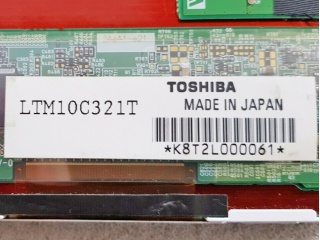 TOSHIBA
LTM10C321T
MADE IN JAPAN
*K8T2L000061*